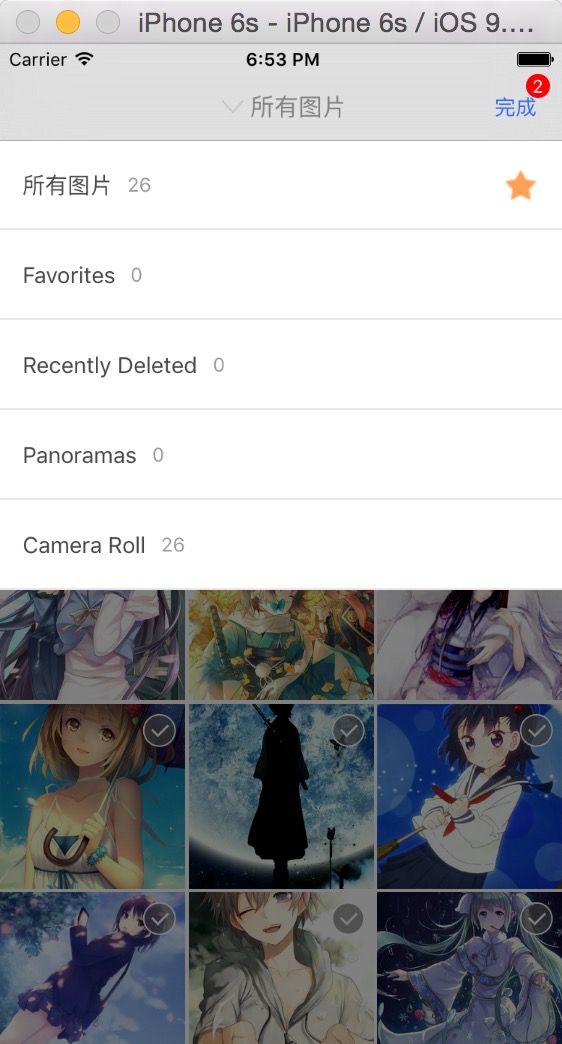 iPhone 6s - iPhone 6s / iOS 9....
Carrier 6:53 PM
所有图片 完成 2
所有图片 26
Favorites 0
Recently Deleted 0
Panoramas 0
Camera Roll 26